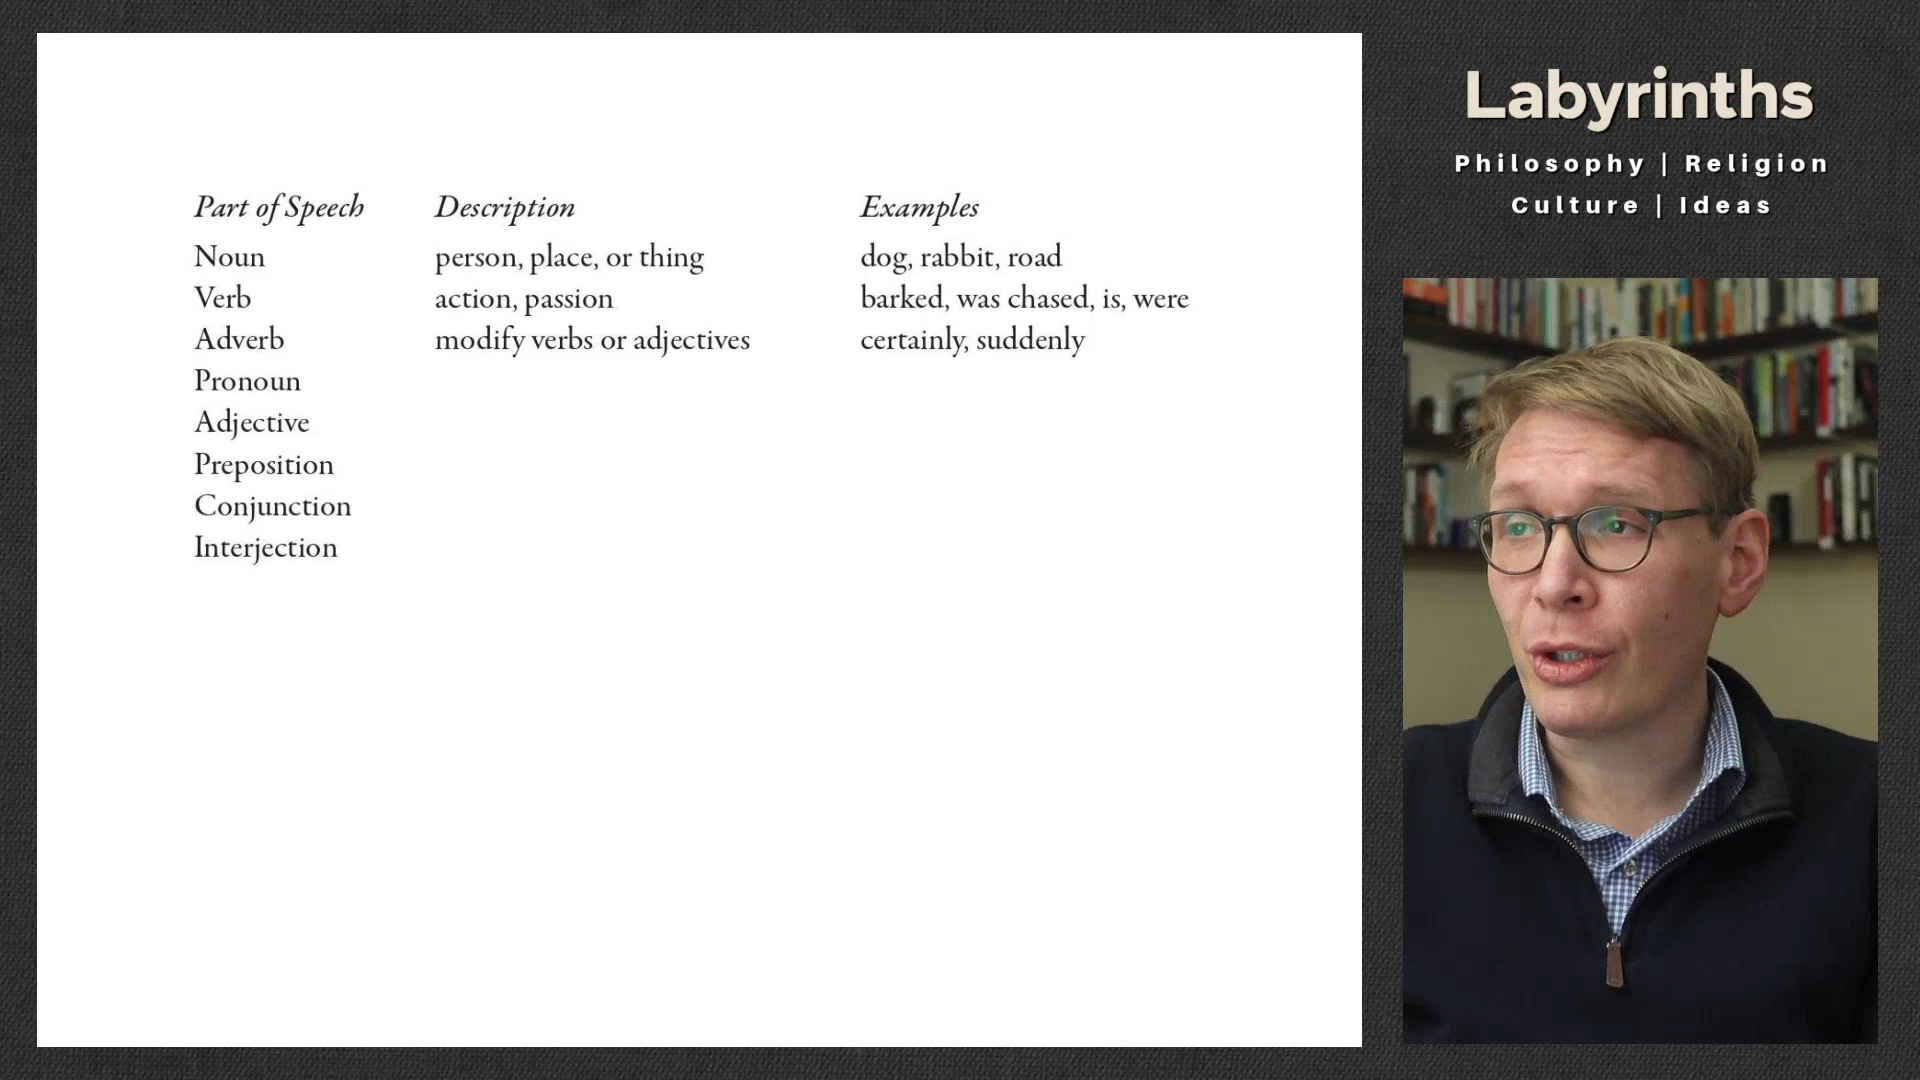 Part of Speech Description Examples
Noun person, place, or thing dog, rabbit, road
Verb action, passion barked, was chased, is, were
Adverb modify verbs or adjectives certainly, suddenly
Pronoun
Adjective
Preposition
Conjunction
Interjection
Labyrinths
Philosophy | Religion
Culture | Ideas